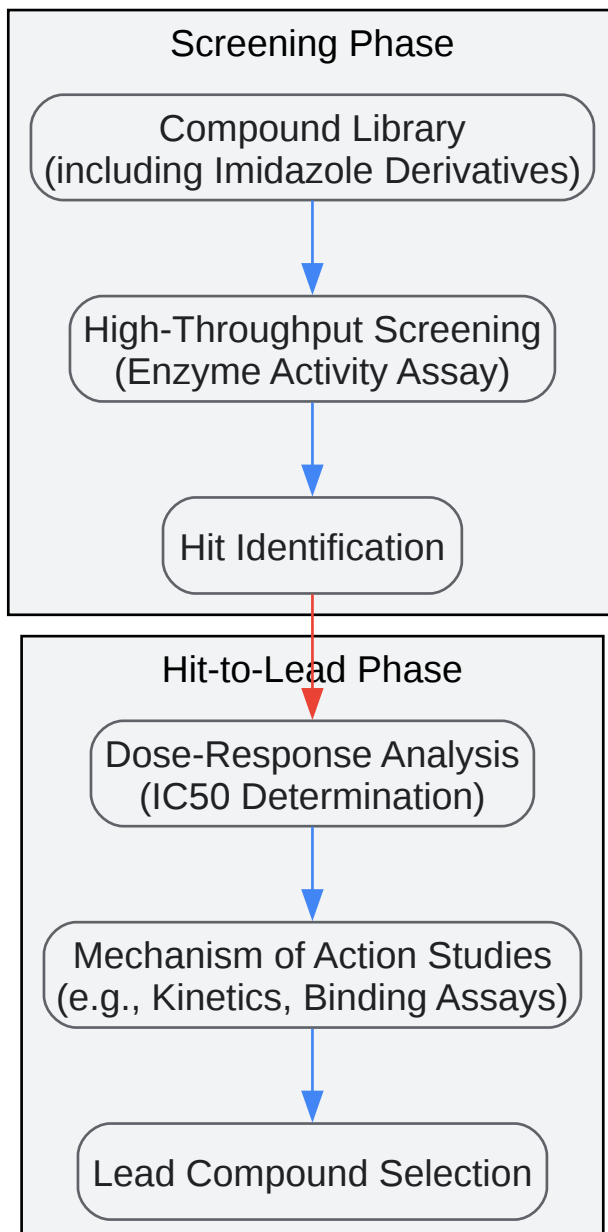 Screening Phase
Compound Library
(including Imidazole Derivatives)
High-Throughput Screening
(Enzyme Activity Assay)
Hit Identification
Hit-to-Lead Phase
Dose-Response Analysis
(IC50 Determination)
Mechanism of Action Studies
(e.g., Kinetics, Binding Assays)
Lead Compound Selection